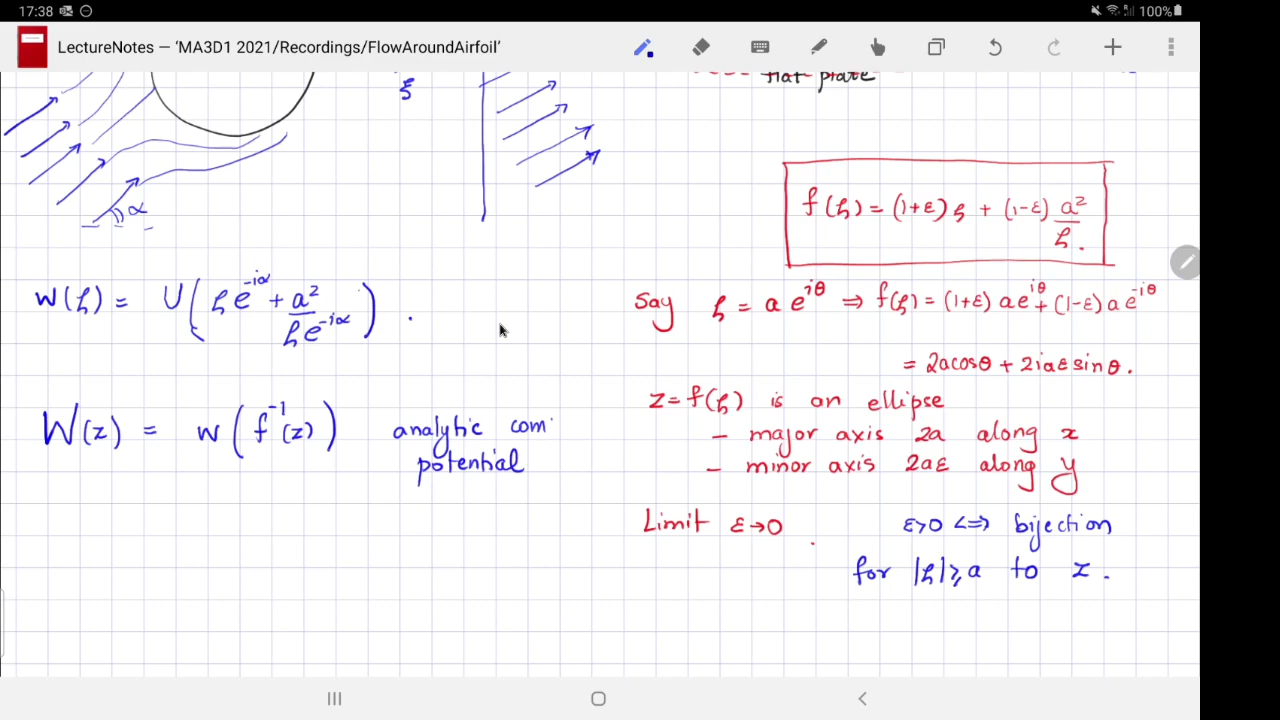 17:38
100%
LectureNotes — ‘MA3D1 2021/Recordings/FlowAroundAirfoil’
flat plate
ξ
α
f(ζ) = (1+ε) ζ + (1-ε) a²/ζ.
w(ζ) = U(ζe^{-iα} + a²/ζe^{-iα}).
Say ζ = a e^{iθ} ⇒ f(ζ) = (1+ε) a e^{iθ} + (1-ε) a e^{-iθ}
= 2a cosθ + 2iaε sinθ.
z = f(ζ) is an ellipse
- major axis 2a along x
- minor axis 2aε along y
W(z) = w(f^{-1}(z)) analytic com
potential
Limit ε→0
ε>0 <=> bijection
for |ζ|≥a to z.